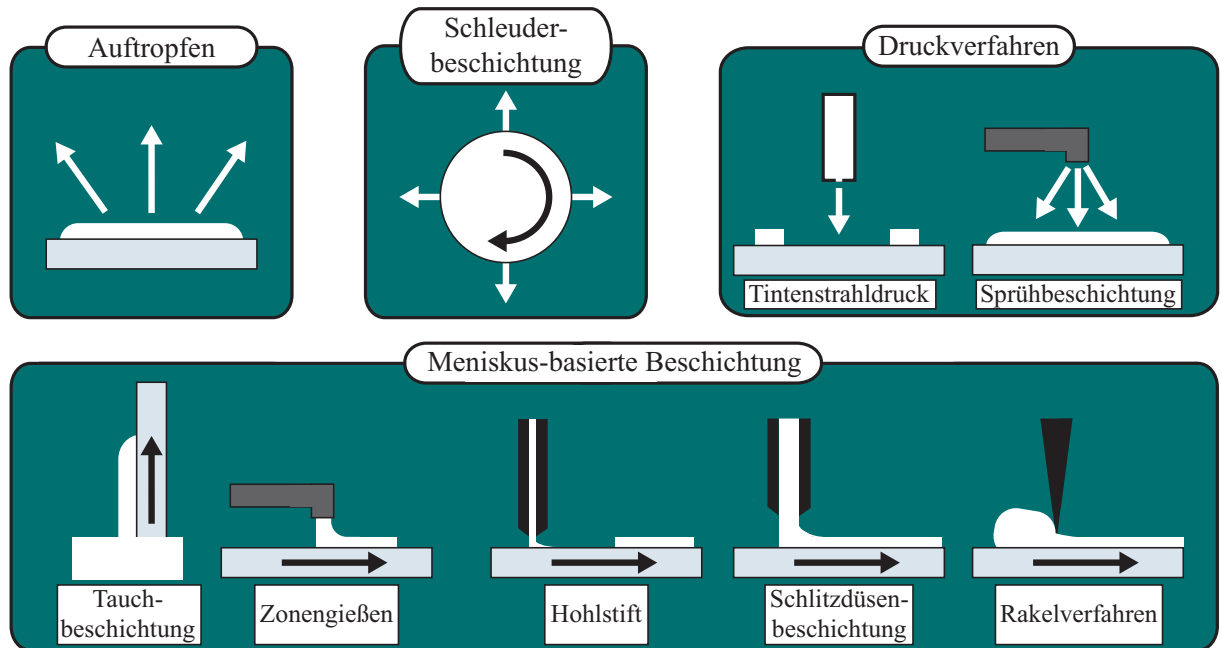 Auftropfen
Schleuder-
beschichtung
Druckverfahren
Tintenstrahldruck
Sprühbeschichtung
Meniskus-basierte Beschichtung
Tauch-
beschichtung
Zonengießen
Hohlstift
Schlitzdüsen-
beschichtung
Rakelverfahren